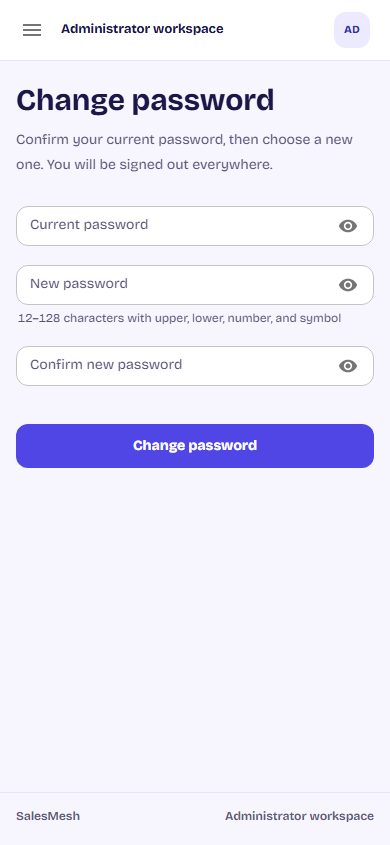 Administrator workspace
AD
Change password
Confirm your current password, then choose a new
one. You will be signed out everywhere.
Current password
New password
12–128 characters with upper, lower, number, and symbol
Confirm new password
Change password
SalesMesh
Administrator workspace